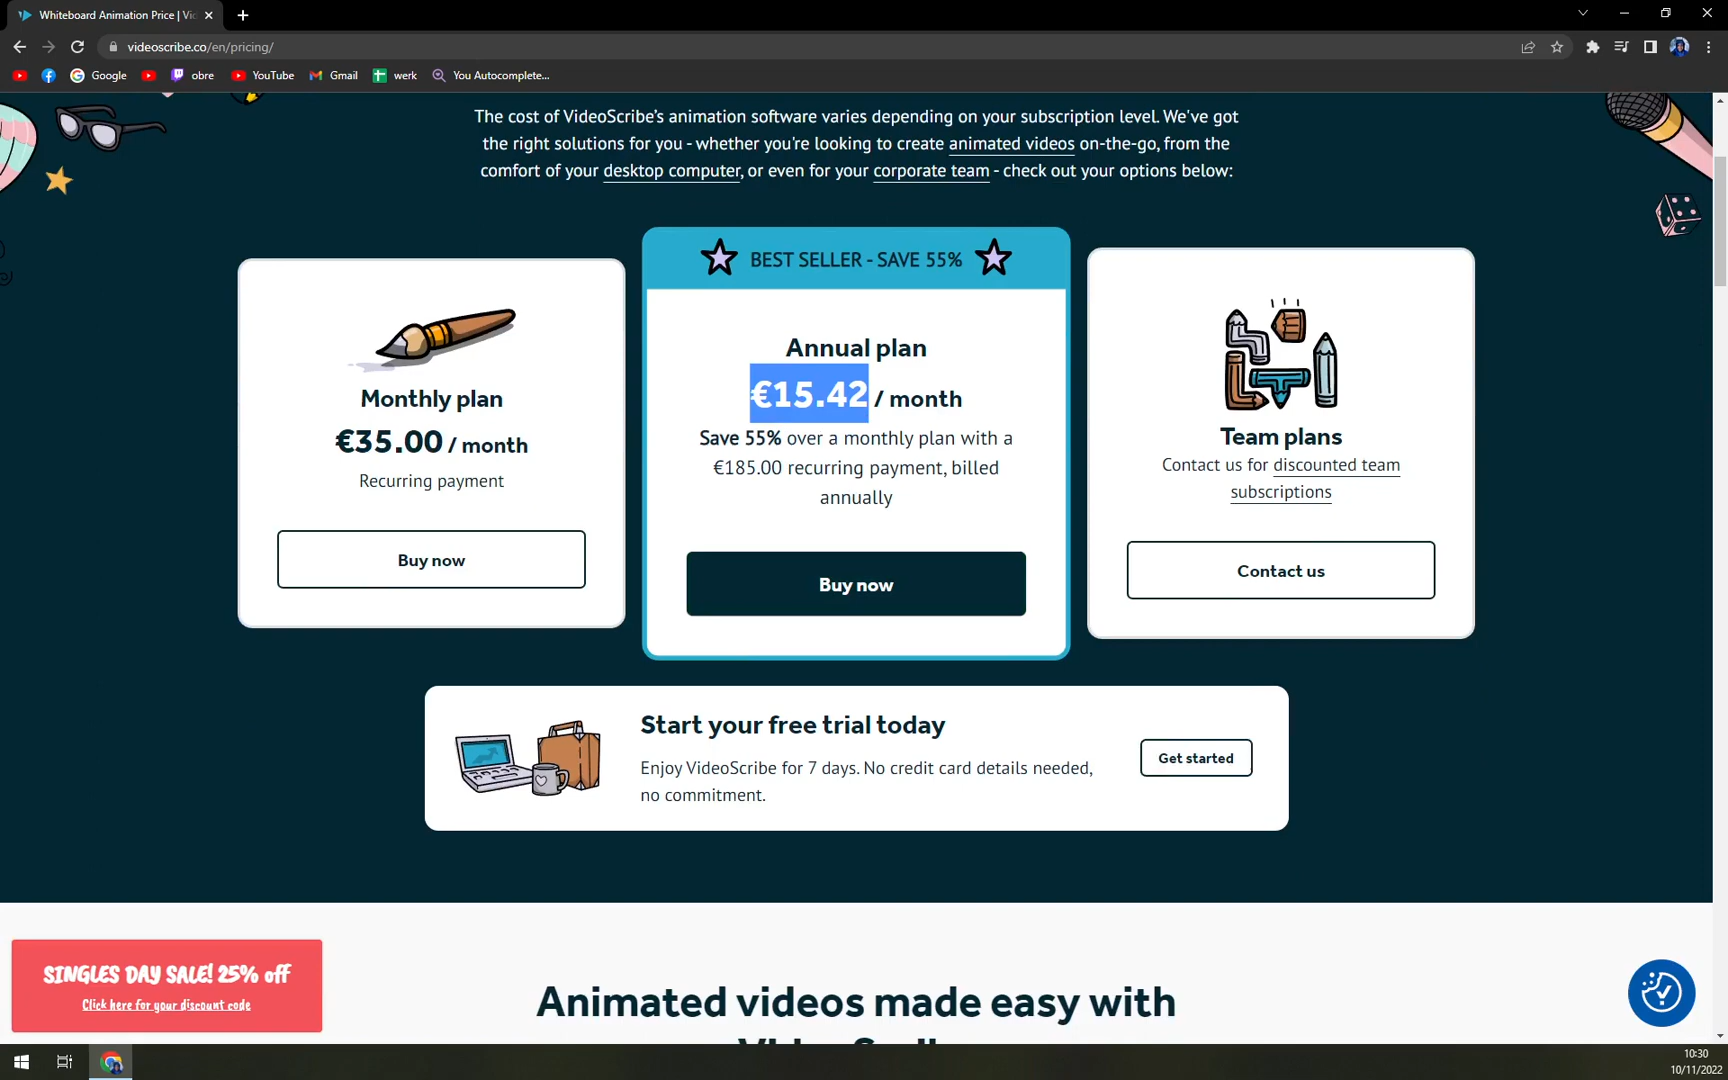 Whiteboard Animation Price | Vid
videoscribe.co/en/pricing/
Google
obre
YouTube
Gmail
werk
You Autocomplete...
The cost of VideoScribe's animation software varies depending on your subscription level. We've got
the right solutions for you - whether you're looking to create animated videos on-the-go, from the
comfort of your desktop computer, or even for your corporate team - check out your options below:
BEST SELLER - SAVE 55%
Monthly plan
€35.00 / month
Recurring payment
Buy now
Annual plan
€15.42 / month
Save 55% over a monthly plan with a
€185.00 recurring payment, billed
annually
Buy now
Team plans
Contact us for discounted team
subscriptions
Contact us
Start your free trial today
Enjoy VideoScribe for 7 days. No credit card details needed,
no commitment.
Get started
SINGLES DAY SALE! 25% off
Click here for your discount code
Animated videos made easy with
10:30
10/11/2022